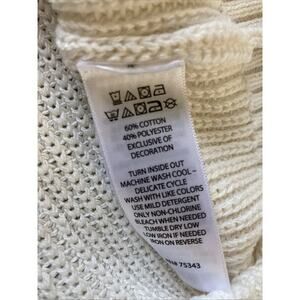 60% COTTON
40% POLYESTER
EXCLUSIVE OF
DECORATION
TURN INSIDE OUT
MACHINE WASH COOL –
DELICATE CYCLE
WASH WITH LIKE COLORS
USE MILD DETERGENT
ONLY NON-CHLORINE
BLEACH WHEN NEEDED
TUMBLE DRY LOW
LOW IRON IF NEEDED
IRON ON REVERSE
75343